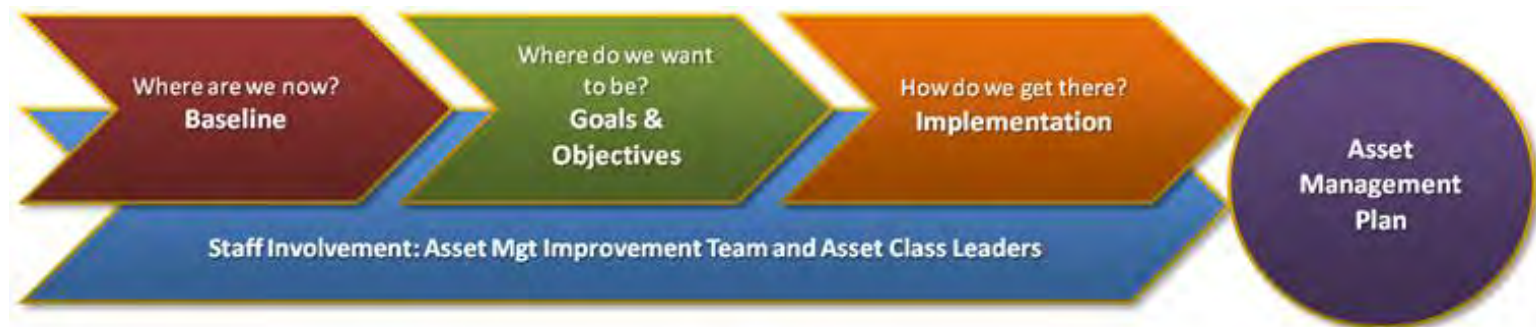 Where are we now?
Baseline
Where do we want
to be?
Goals &
Objectives
How do we get there?
Implementation
Asset
Management
Plan
Staff Involvement: Asset Mgt Improvement Team and Asset Class Leaders